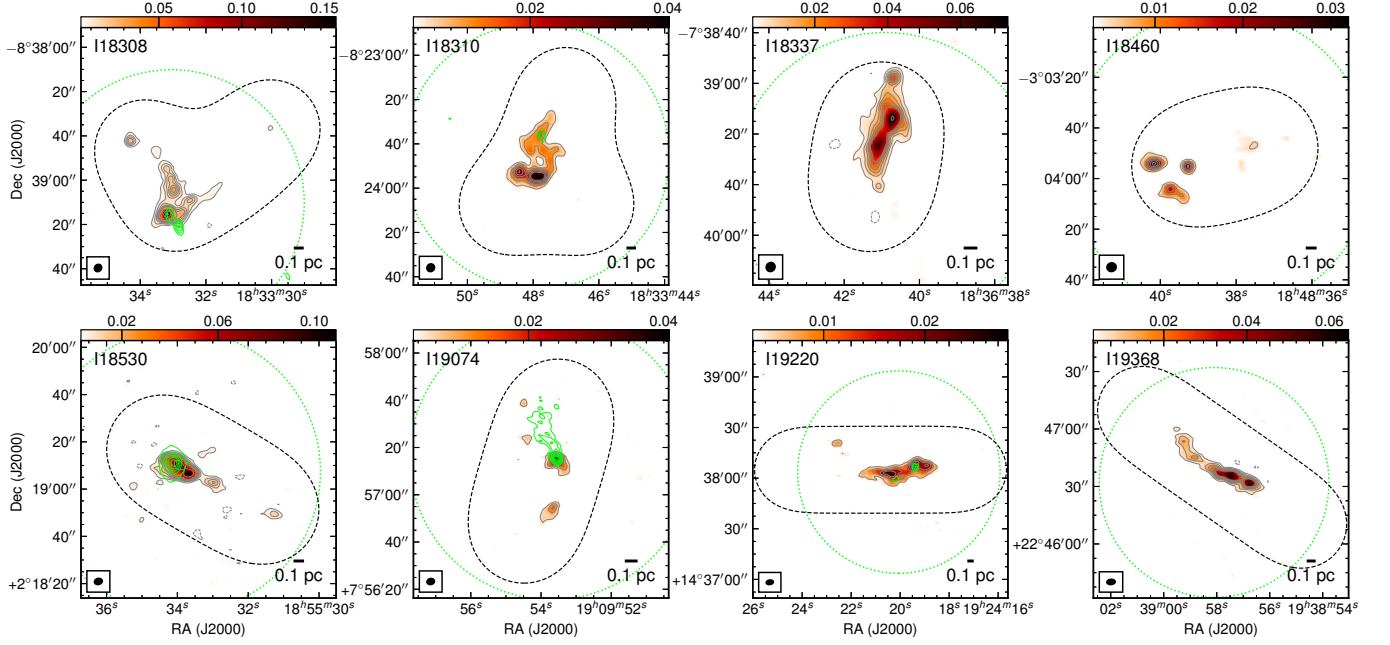 0.05 0.10 0.15
I18308
−8°38′00″
20″
40″
39′00″
20″
40″
Dec (J2000)
0.1 pc
34ˢ 32ˢ 18ʰ33ᵐ30ˢ
0.02 0.04
I18310
−8°23′00″
20″
40″
24′00″
20″
40″
0.1 pc
50ˢ 48ˢ 46ˢ 18ʰ33ᵐ44ˢ
0.02 0.04 0.06
I18337
−7°38′40″
39′00″
20″
40″
40′00″
0.1 pc
44ˢ 42ˢ 40ˢ 18ʰ36ᵐ38ˢ
0.01 0.02 0.03
I18460
−3°03′20″
40″
04′00″
20″
40″
0.1 pc
40ˢ 38ˢ 18ʰ48ᵐ36ˢ
0.02 0.06 0.10
I18530
20′00″
40″
20″
19′00″
40″
+2°18′20″
Dec (J2000)
0.1 pc
36ˢ 34ˢ 32ˢ 18ʰ55ᵐ30ˢ
RA (J2000)
0.02 0.04
I19074
58′00″
40″
20″
57′00″
40″
+7°56′20″
0.1 pc
56ˢ 54ˢ 19ʰ09ᵐ52ˢ
RA (J2000)
0.01 0.02
I19220
39′00″
30″
38′00″
30″
+14°37′00″
0.1 pc
26ˢ 24ˢ 22ˢ 20ˢ 18ˢ 19ʰ24ᵐ16ˢ
RA (J2000)
0.02 0.04 0.06
I19368
30″
47′00″
30″
+22°46′00″
0.1 pc
02ˢ 39ᵐ00ˢ 58ˢ 56ˢ 19ʰ38ᵐ54ˢ
RA (J2000)